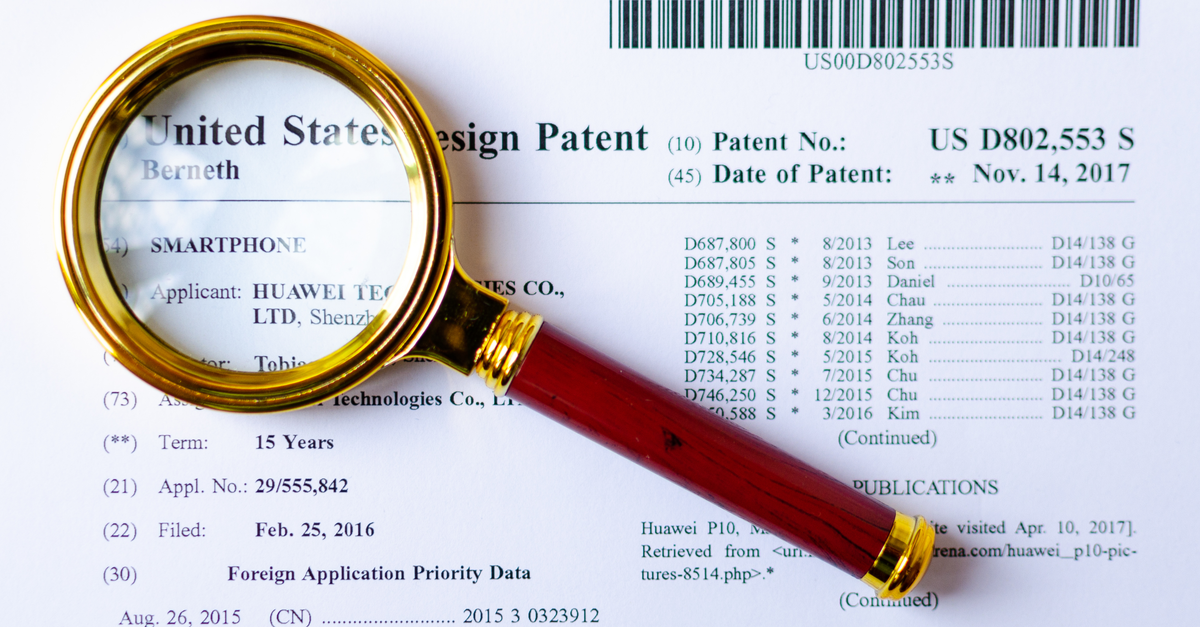 US00D802553S
United States esign Patent
Berneth
(10) Patent No.: US D802,553 S
(45) Date of Patent: ** Nov. 14, 2017
SMARTPHONE
Applicant: HUAWEI CO.,
LTD,
(73) Technologies Co.,
(**) Term: 15 Years
(21) Appl. No.: 29/555,842
(22) Filed: Feb. 25, 2016
(30) Foreign Application Priority Data
Aug. 26, 2015 (CN) .......................... 2015 3 0323912
D687,800 S * 8/2013 Lee ........................ D14/138 G
D687,805 S * 8/2013 Son ........................ D14/138 G
D689,455 S * 9/2013 Daniel ........................ D10/65
D705,188 S * 5/2014 Chau ...................... D14/138 G
D706,739 S * 6/2014 Zhang .................... D14/138 G
D710,816 S * 8/2014 Koh ....................... D14/138 G
D728,546 S * 5/2015 Koh .......................... D14/248
D734,287 S * 7/2015 Chu ....................... D14/138 G
D746,250 S * 12/2015 Chu ....................... D14/138 G
S * 3/2016 Kim ....................... D14/138 G
(Continued)
PUBLICATIONS
Huawei P10, visited Apr. 10, 2017].
Retrieved from rena.com/huawei_p10-pic-
tures-8514.php>.*
(Continued)